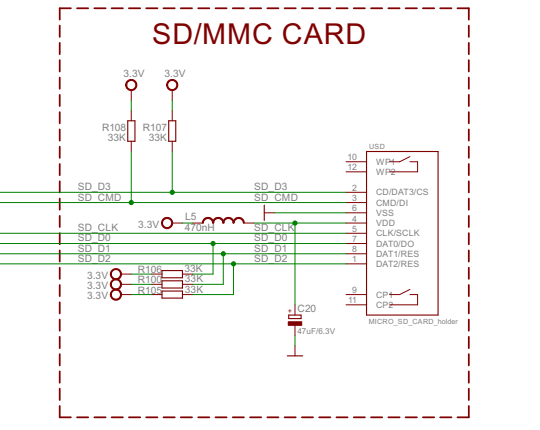 SD/MMC CARD
3.3V 3.3V
R108 R107
33K 33K
USD
10 WP1
12 WP2
SD_D3 SD_D3 2 CD/DAT3/CS
SD_CMD SD_CMD 3 CMD/DI
6 VSS
3.3V L5 4 VDD
470nH
SD_CLK SD_CLK 5 CLK/SCLK
SD_D0 SD_D0 7 DAT0/DO
SD_D1 SD_D1 8 DAT1/RES
SD_D2 SD_D2 1 DAT2/RES
3.3V R106 33K
3.3V R100 33K
3.3V R105 33K
9 CP1
11 CP2
C20
47uF/6.3V
MICRO_SD_CARD_holder